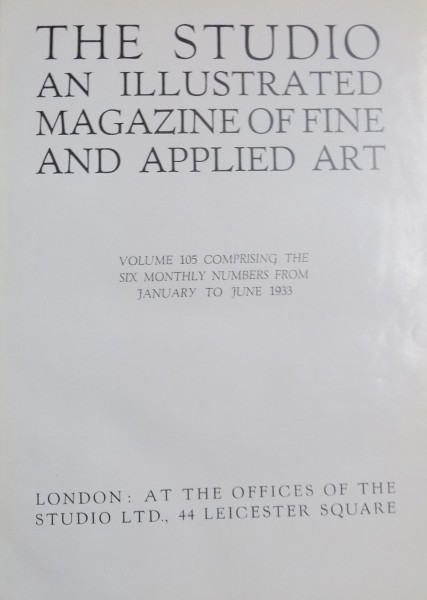 THE STUDIO
AN ILLUSTRATED
MAGAZINE OF FINE
AND APPLIED ART
VOLUME 105 COMPRISING THE
SIX MONTHLY NUMBERS FROM
JANUARY TO JUNE 1933
LONDON: AT THE OFFICES OF THE
STUDIO LTD., 44 LEICESTER SQUARE